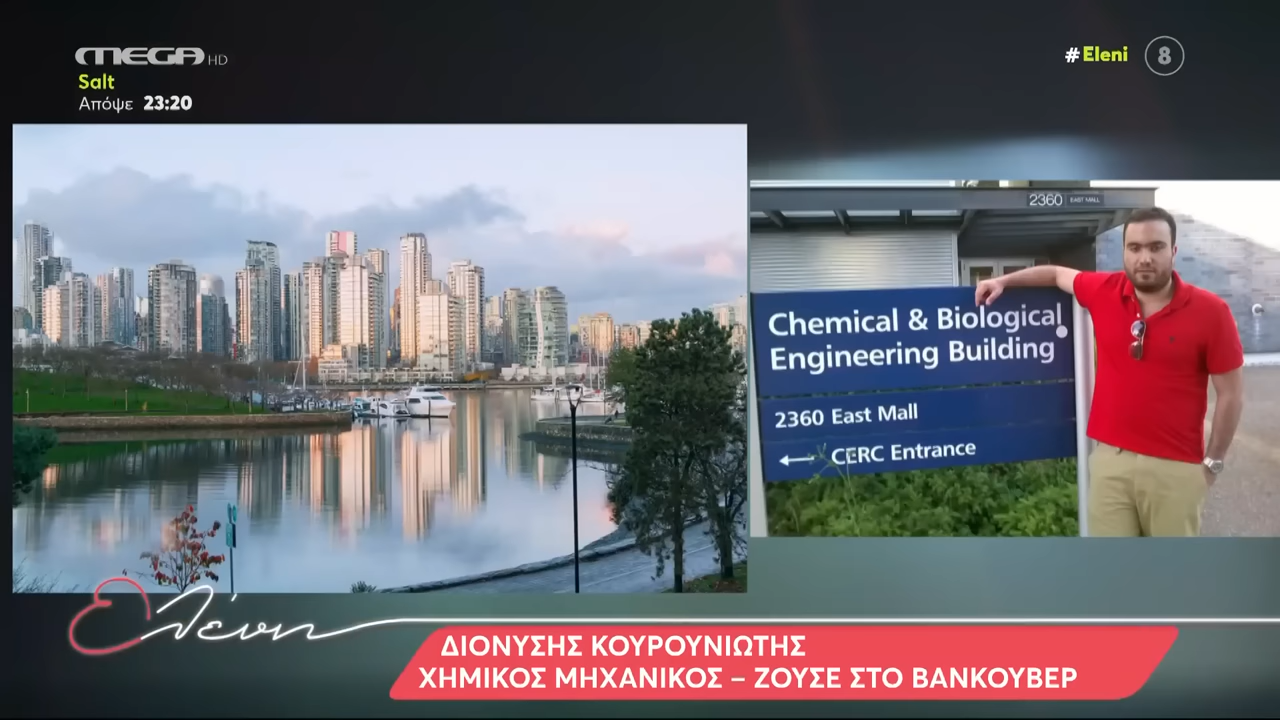 MEGA HD
Salt
Απόψε 23:20
#Eleni 8
2360 EAST MALL
Chemical & Biological
Engineering Building
2360 East Mall
← CERC Entrance
Ελένη
ΔΙΟΝΥΣΗΣ ΚΟΥΡΟΥΝΙΩΤΗΣ
ΧΗΜΙΚΟΣ ΜΗΧΑΝΙΚΟΣ – ΖΟΥΣΕ ΣΤΟ ΒΑΝΚΟΥΒΕΡ